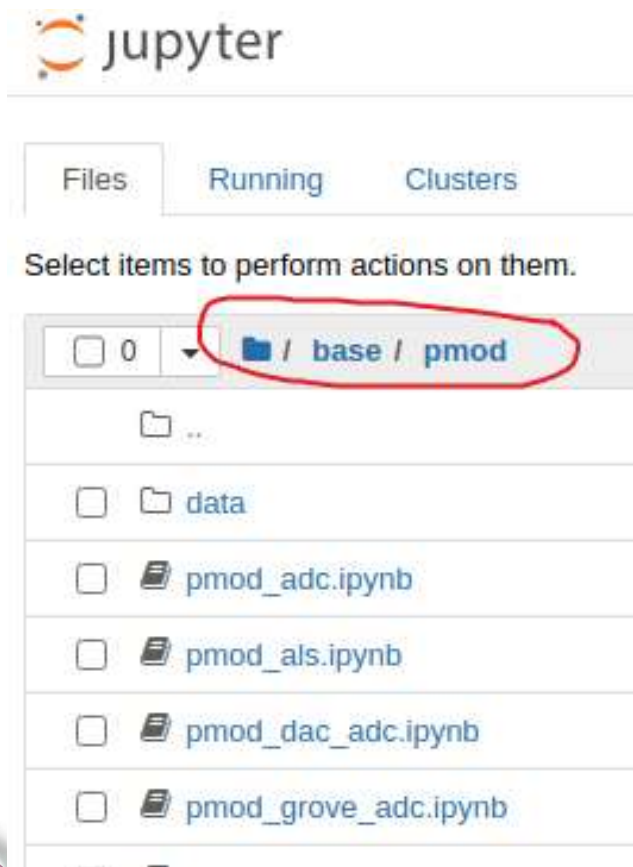 jupyter
Files Running Clusters
Select items to perform actions on them.
0 / base / pmod
..
data
pmod_adc.ipynb
pmod_als.ipynb
pmod_dac_adc.ipynb
pmod_grove_adc.ipynb